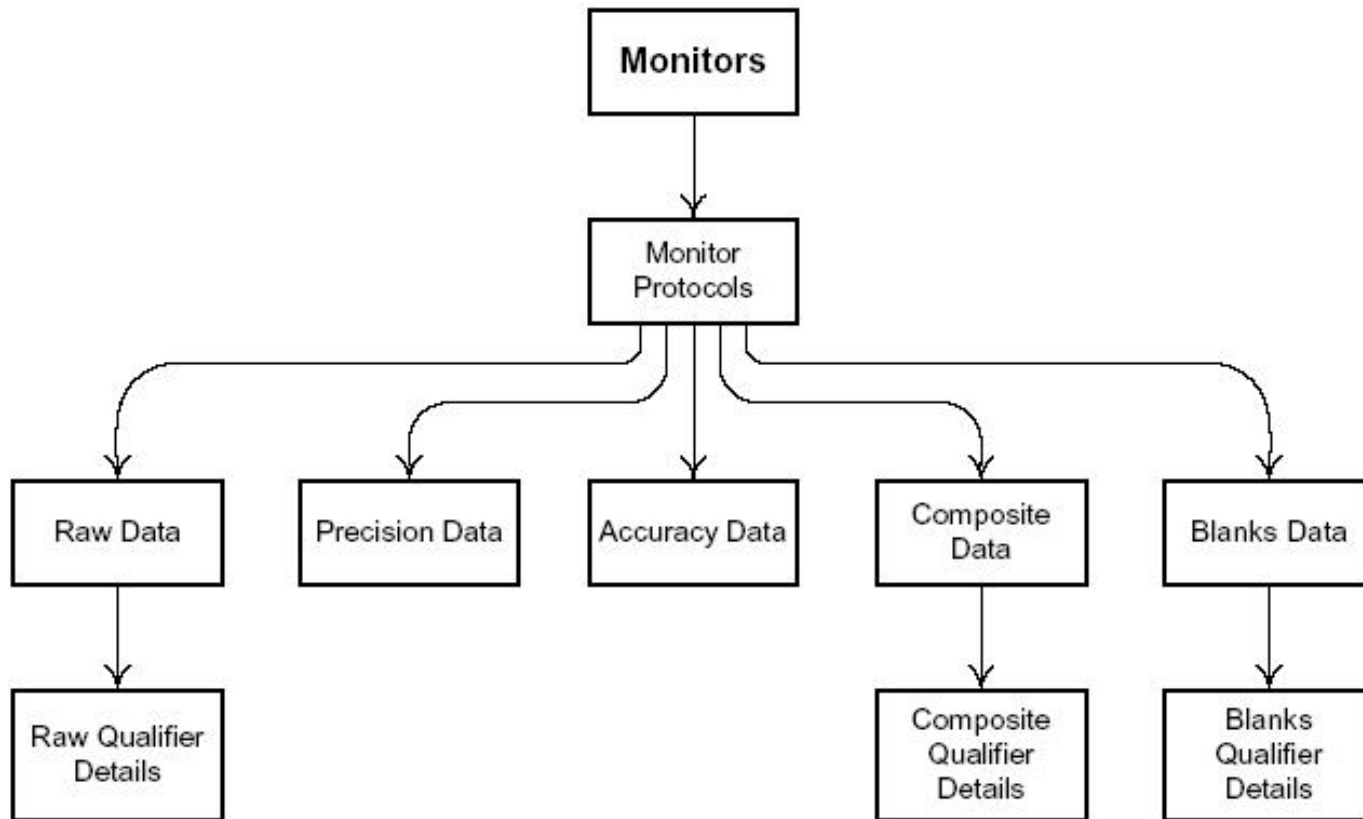 Monitors
Monitor
Protocols
Raw Data
Precision Data
Accuracy Data
Composite
Data
Blanks Data
Raw Qualifier
Details
Composite
Qualifier
Details
Blanks
Qualifier
Details